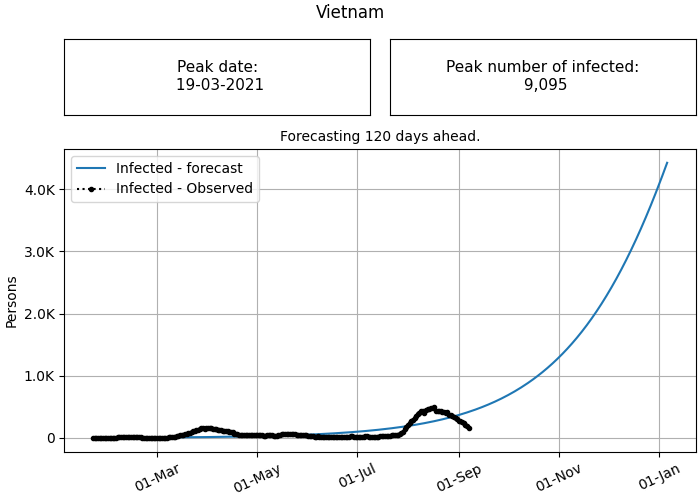 Vietnam
Peak date:
19-03-2021
Peak number of infected:
9,095
Forecasting 120 days ahead.
Infected - forecast
Infected - Observed
4.0K
3.0K
2.0K
1.0K
0
Persons
01-Mar
01-May
01-Jul
01-Sep
01-Nov
01-Jan